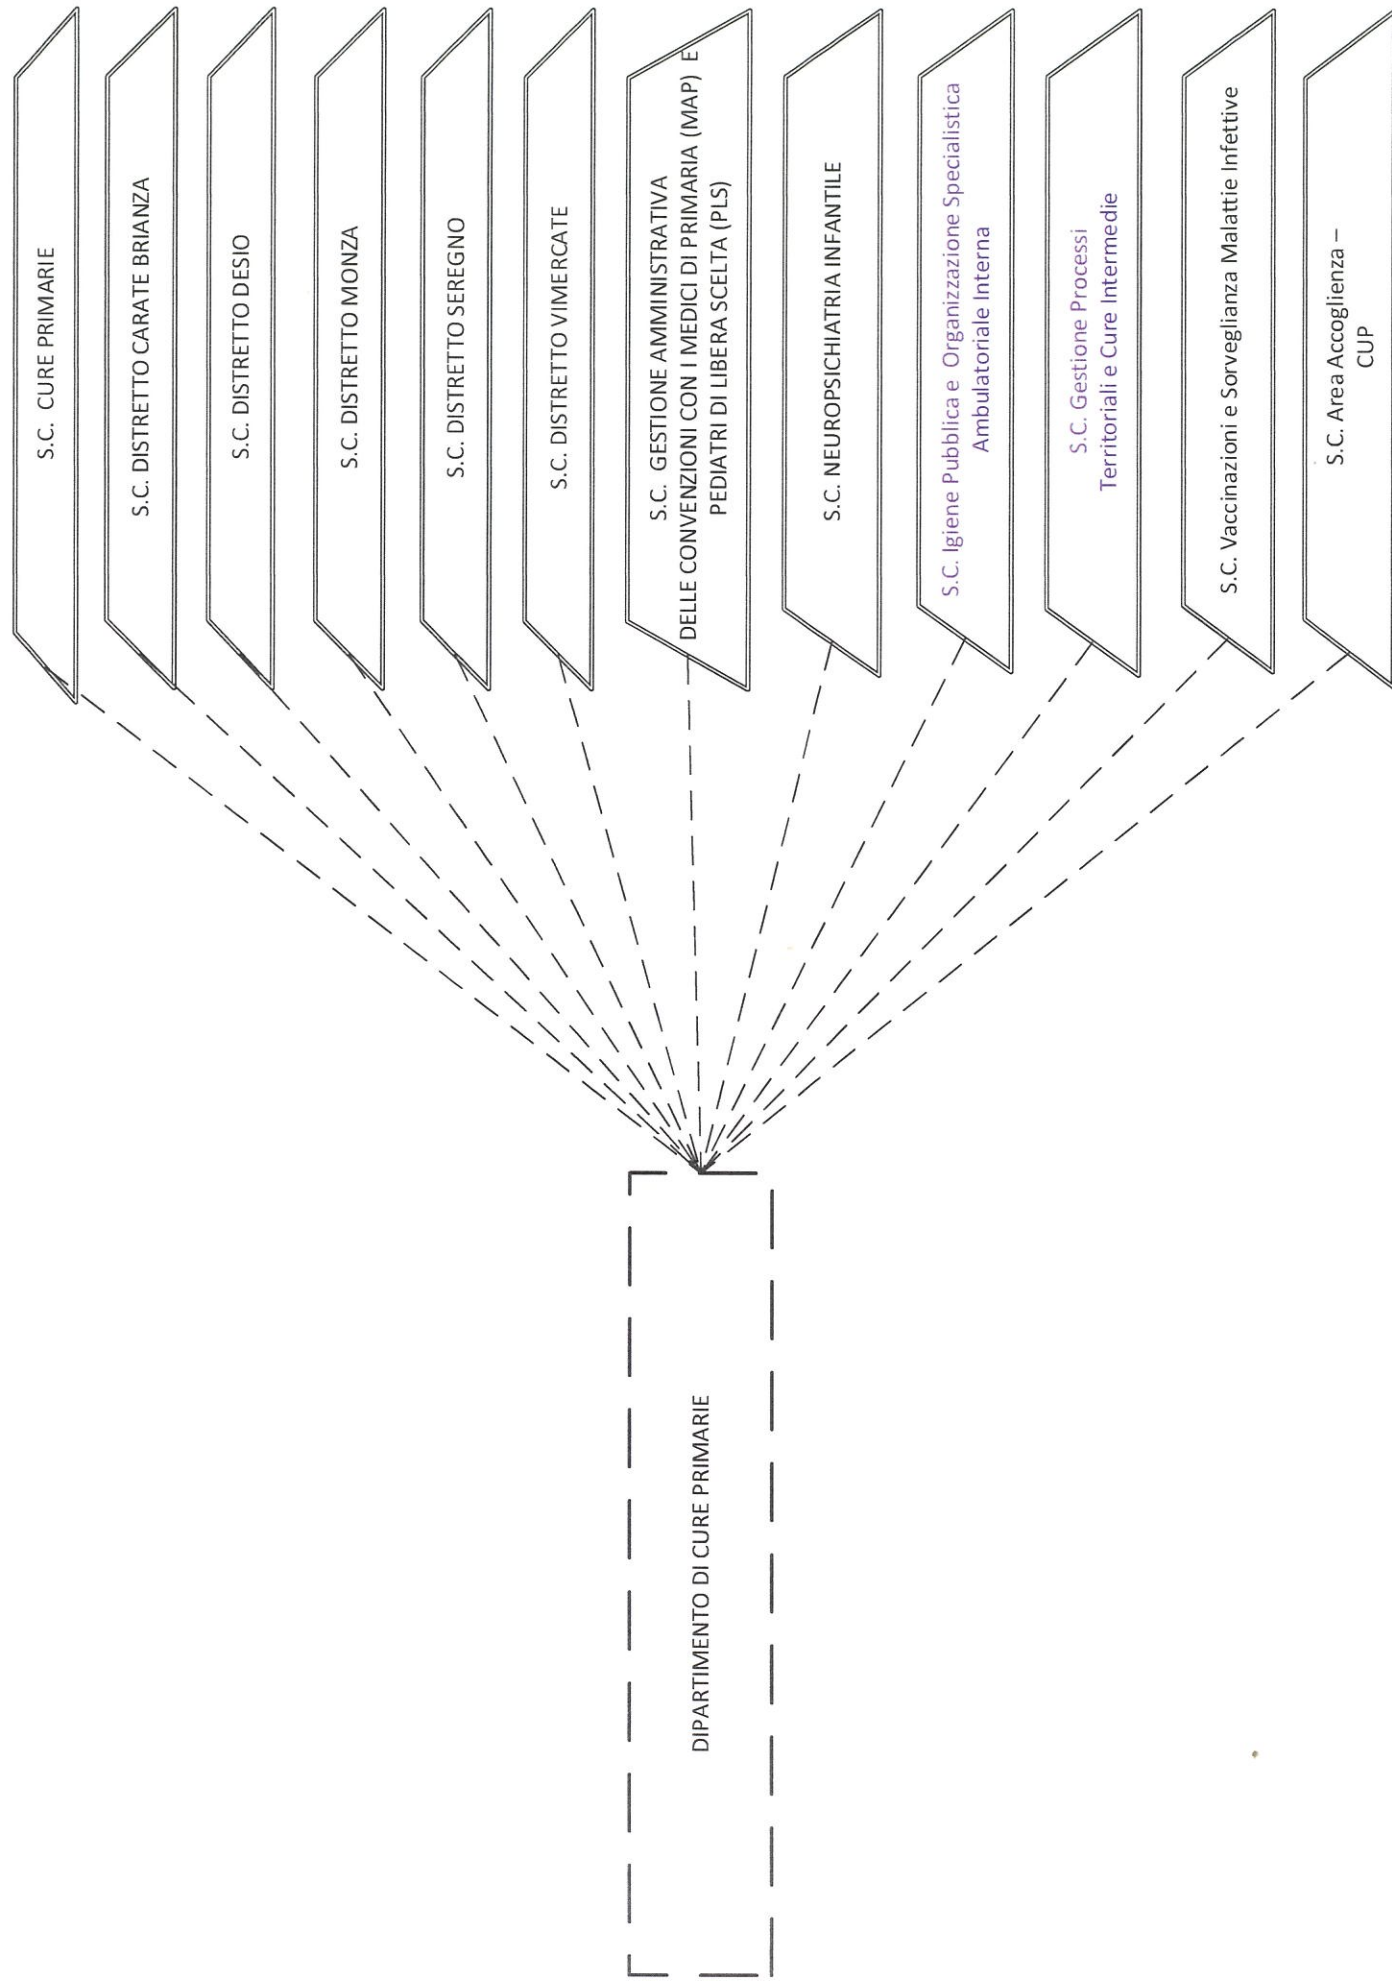 DIPARTIMENTO DI CURE PRIMARIE
S.C. CURE PRIMARIE
S.C. DISTRETTO CARATE BRIANZA
S.C. DISTRETTO DESIO
S.C. DISTRETTO MONZA
S.C. DISTRETTO SEREGNO
S.C. DISTRETTO VIMERCATE
S.C. GESTIONE AMMINISTRATIVA
DELLE CONVENZIONI CON I MEDICI DI PRIMARIA (MAP) E
PEDIATRI DI LIBERA SCELTA (PLS)
S.C. NEUROPSICHIATRIA INFANTILE
S.C. Igiene Pubblica e Organizzazione Specialistica
Ambulatoriale Interna
S.C. Gestione Processi
Territoriali e Cure Intermedie
S.C. Vaccinazioni e Sorveglianza Malattie Infettive
S.C. Area Accoglienza –
CUP